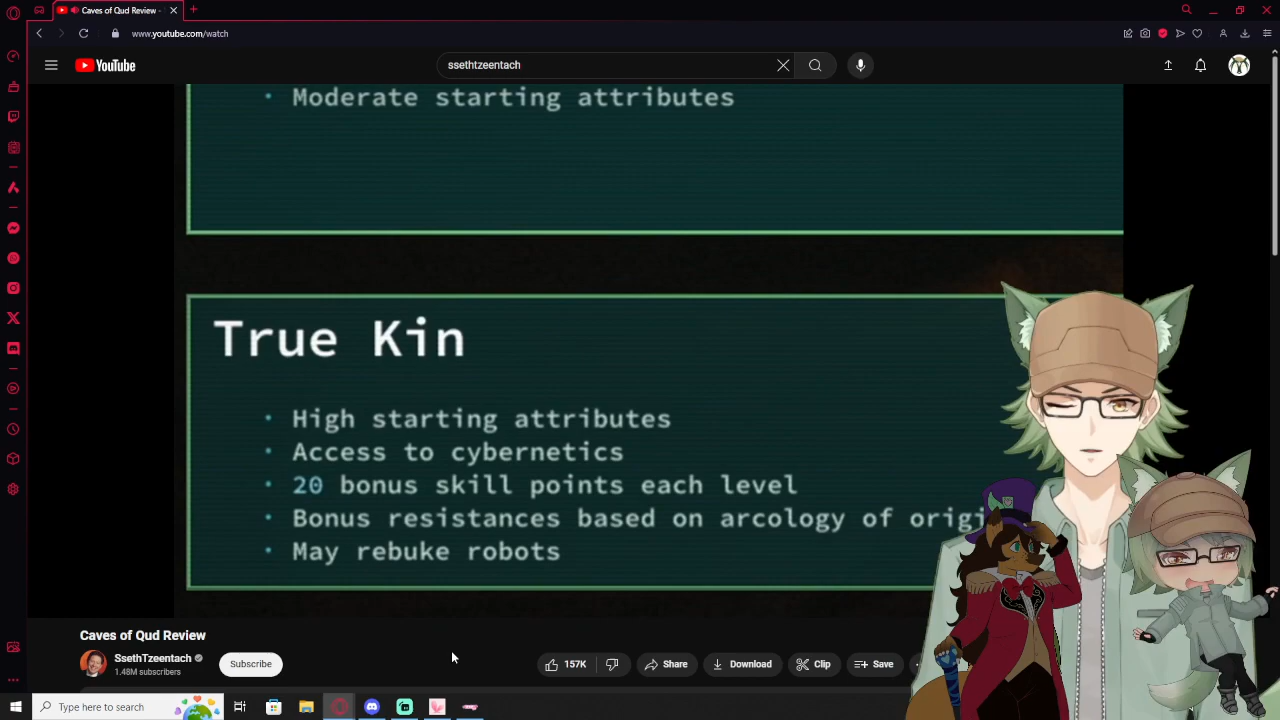 Caves of Qud Review -
www.youtube.com/watch
YouTube
ssethtzeentach
• Moderate starting attributes
True Kin
• High starting attributes
• Access to cybernetics
• 20 bonus skill points each level
• Bonus resistances based on arcology of origi
• May rebuke robots
Caves of Qud Review
SsethTzeentach
1.48M subscribers
Subscribe
157K
Share
Download
Clip
Save
Type here to search